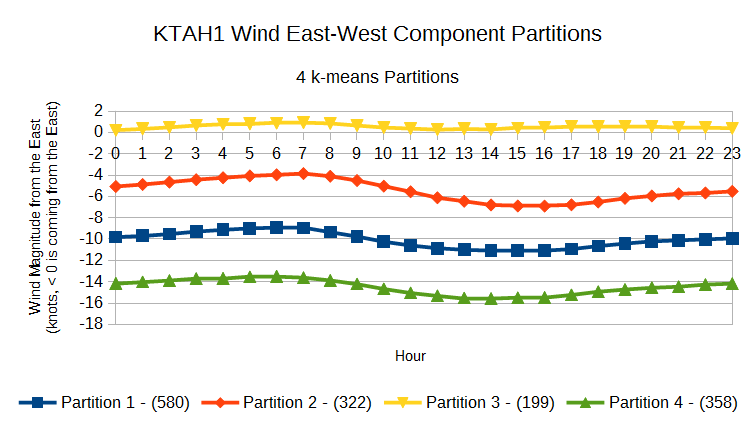 KTAH1 Wind East-West Component Partitions
4 k-means Partitions
Wind Magnitude from the East
(knots, < 0 is coming from the East)
2
0
-2
-4
-6
-8
-10
-12
-14
-16
-18
0 1 2 3 4 5 6 7 8 9 10 11 12 13 14 15 16 17 18 19 20 21 22 23
Hour
Partition 1 - (580) Partition 2 - (322) Partition 3 - (199) Partition 4 - (358)